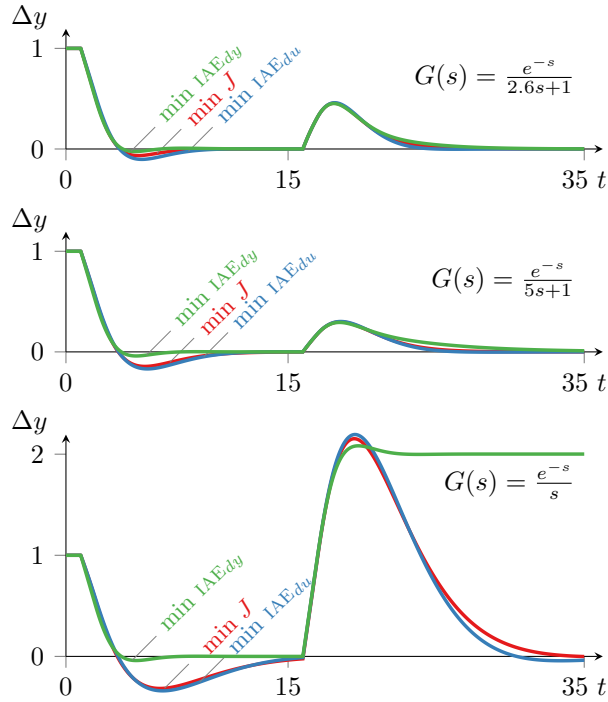 Δy
1
min IAE_dy
min J
min IAE_du
G(s) = e^{-s}/(2.6s+1)
0
0
15
35 t
Δy
1
min IAE_dy
min J
min IAE_du
G(s) = e^{-s}/(5s+1)
0
0
15
35 t
Δy
2
G(s) = e^{-s}/s
1
min IAE_dy
min J
min IAE_du
0
0
15
35 t